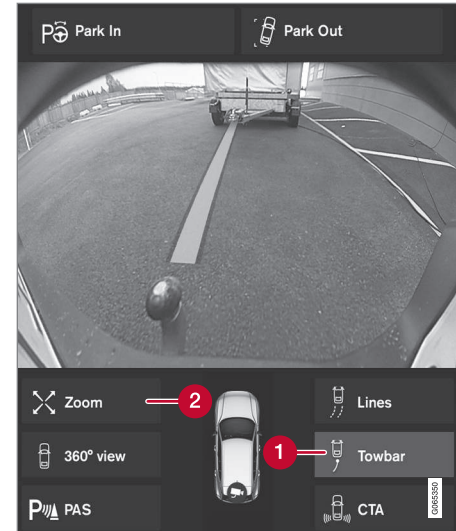 P Park In
Park Out
Zoom
2
Lines
360° view
1
Towbar
P PAS
CTA
G065350